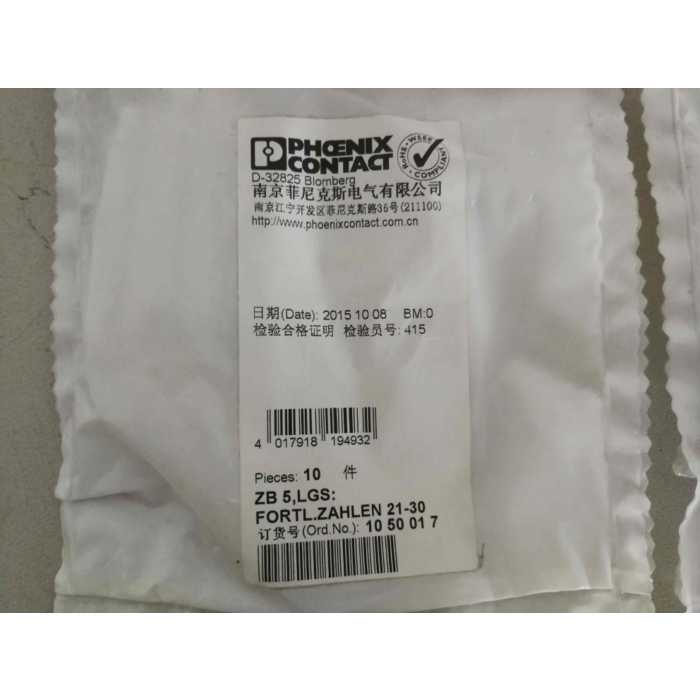 PHŒNIX
CONTACT
WEEE
RoHS
COMPLIANT
D-32825 Blomberg
南京菲尼克斯电气有限公司
南京江宁开发区菲尼克斯路36号(211100)
http://www.phoenixcontact.com.cn
日期(Date): 2015 10 08 BM:0
检验合格证明 检验员号: 415
4 017918 194932
Pieces: 10 件
ZB 5,LGS:
FORTL.ZAHLEN 21-30
订货号(Ord.No.): 10 50 01 7